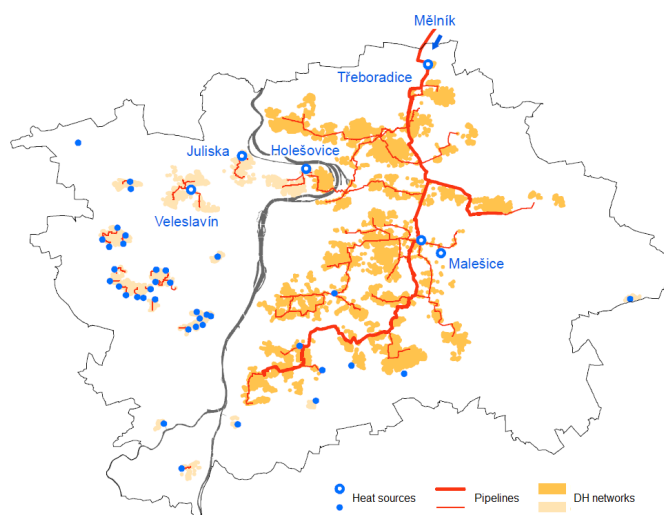 Mělník
Třeboradice
Juliska
Holešovice
Veleslavín
Malešice
Heat sources
Pipelines
DH networks